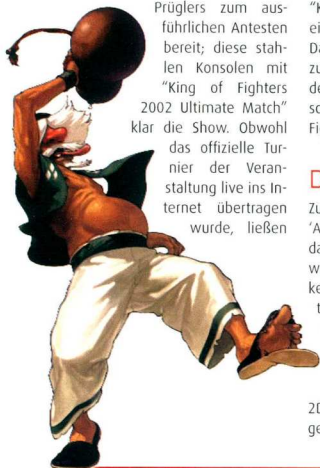 Prüglers zum aus-
führlichen Antesten
bereit; diese stah-
len Konsolen mit
"King of Fighters
2002 Ultimate Match"
klar die Show. Obwohl
das offizielle Tur-
nier der Veran-
staltung live ins In-
ternet übertragen
wurde, ließen
"K
ei
Da
zu
de
sc
Fi
D
Zu
'A
da
w
ke
t
2D
ge